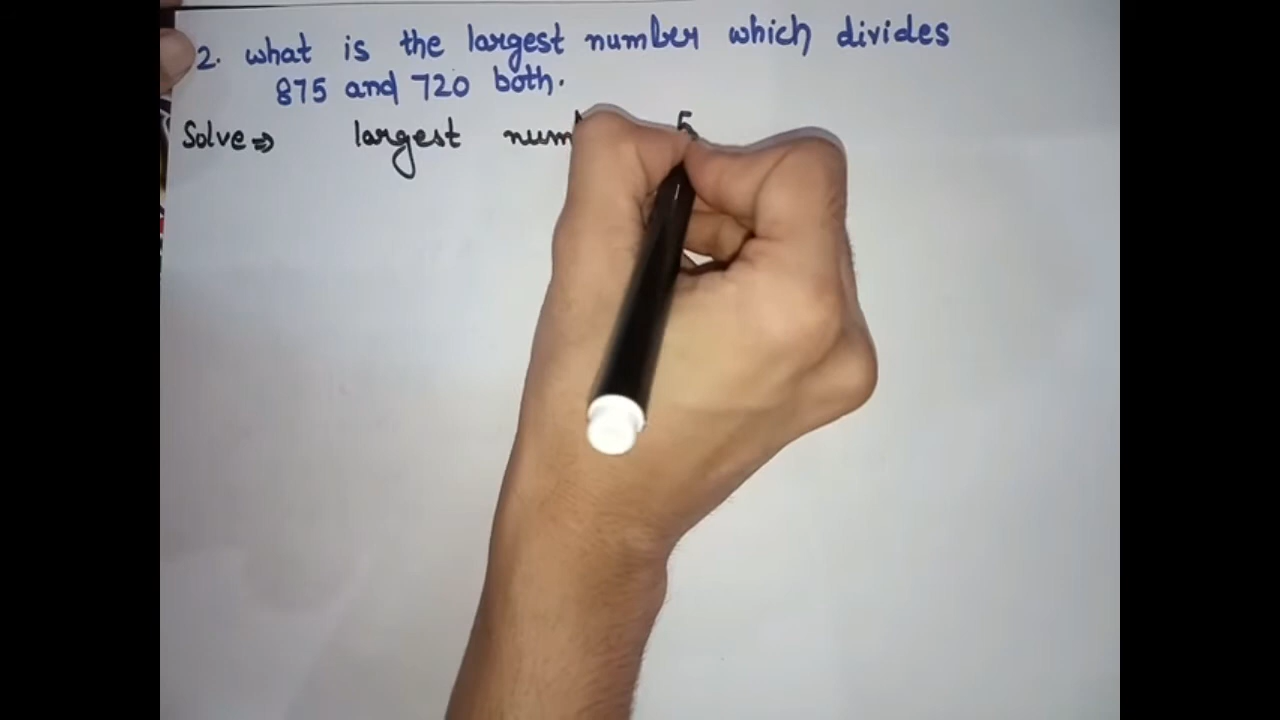 2. what is the largest number which divides
875 and 720 both.
Solve ⇒ largest